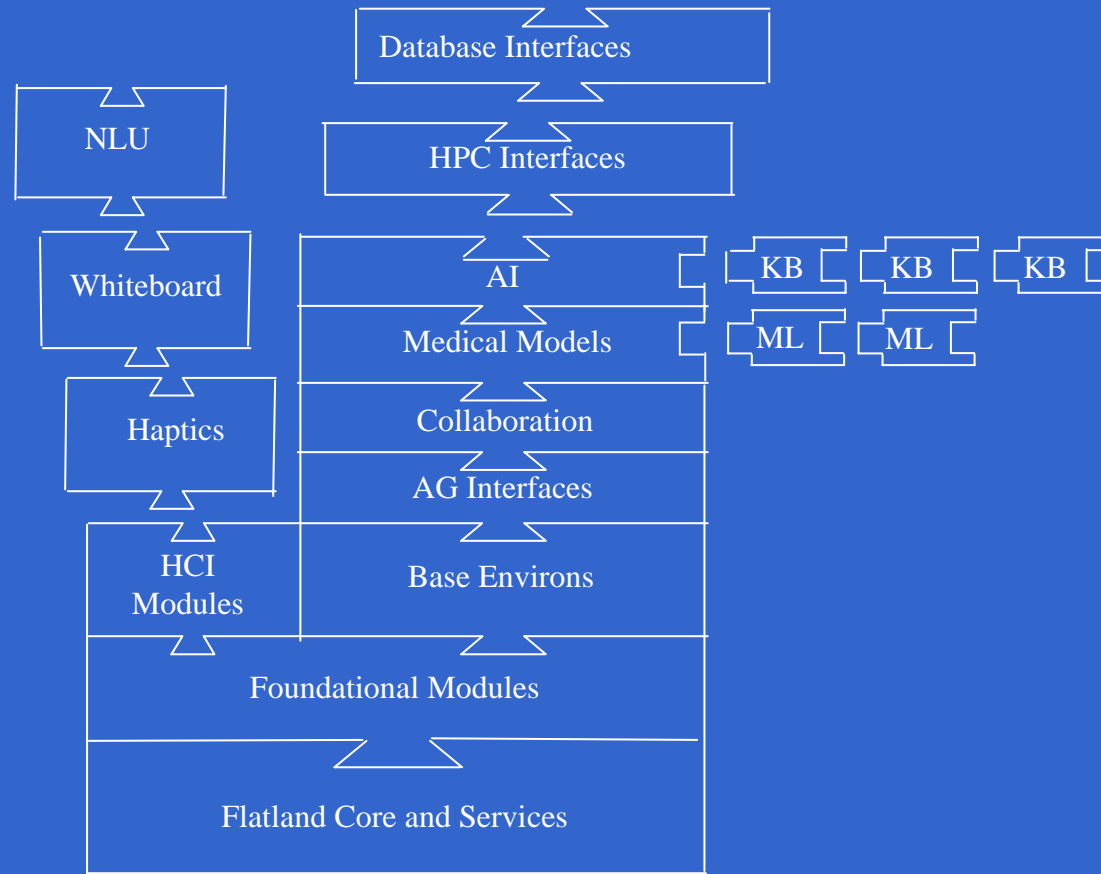 Database Interfaces
NLU
HPC Interfaces
Whiteboard
AI
KB
KB
KB
Medical Models
ML
ML
Haptics
Collaboration
AG Interfaces
HCI
Modules
Base Environs
Foundational Modules
Flatland Core and Services